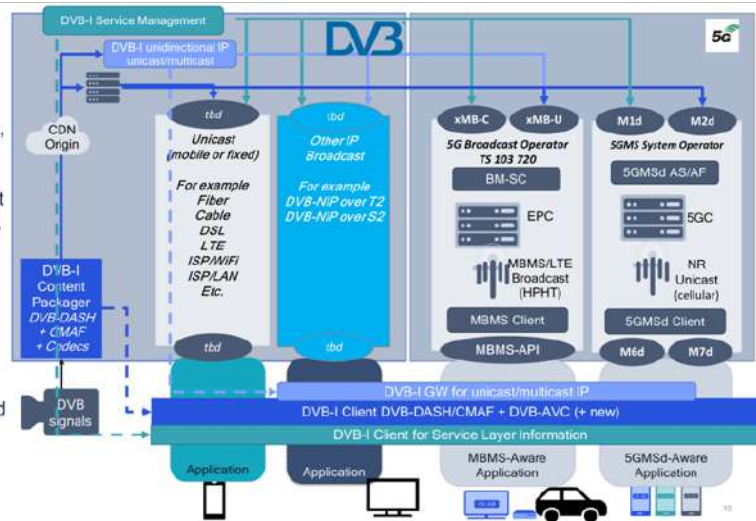 DVB-I Service Management
DVB-I unidirectional IP
unicast/multicast
DVB
5G
CDN
Origin
tbd
Unicast
(mobile or fixed)
For example
Fiber
Cable
DSL
LTE
ISP/WiFi
ISP/LAN
Etc.
tbd
tbd
Other IP
Broadcast
For example
DVB-NIP over T2
DVB-NIP over S2
tbd
xMB-C
xMB-U
5G Broadcast Operator
TS 103 720
BM-SC
EPC
MBMS/LTE
Broadcast
(HPHT)
MBMS Client
MBMS-API
M1d
M2d
5GMS System Operator
5GMSd AS/AF
5GC
NR
Unicast
(cellular)
5GMSd Client
M6d
M7d
DVB-I
Content
Packager
DVB-DASH
+ CMAF
+ Codecs
DVB
signals
DVB-I GW for unicast/multicast IP
DVB-I Client DVB-DASH/CMAF + DVB-AVC (+ new)
DVB-I Client for Service Layer Information
Application
Application
MBMS-Aware
Application
5GMSd-Aware
Application